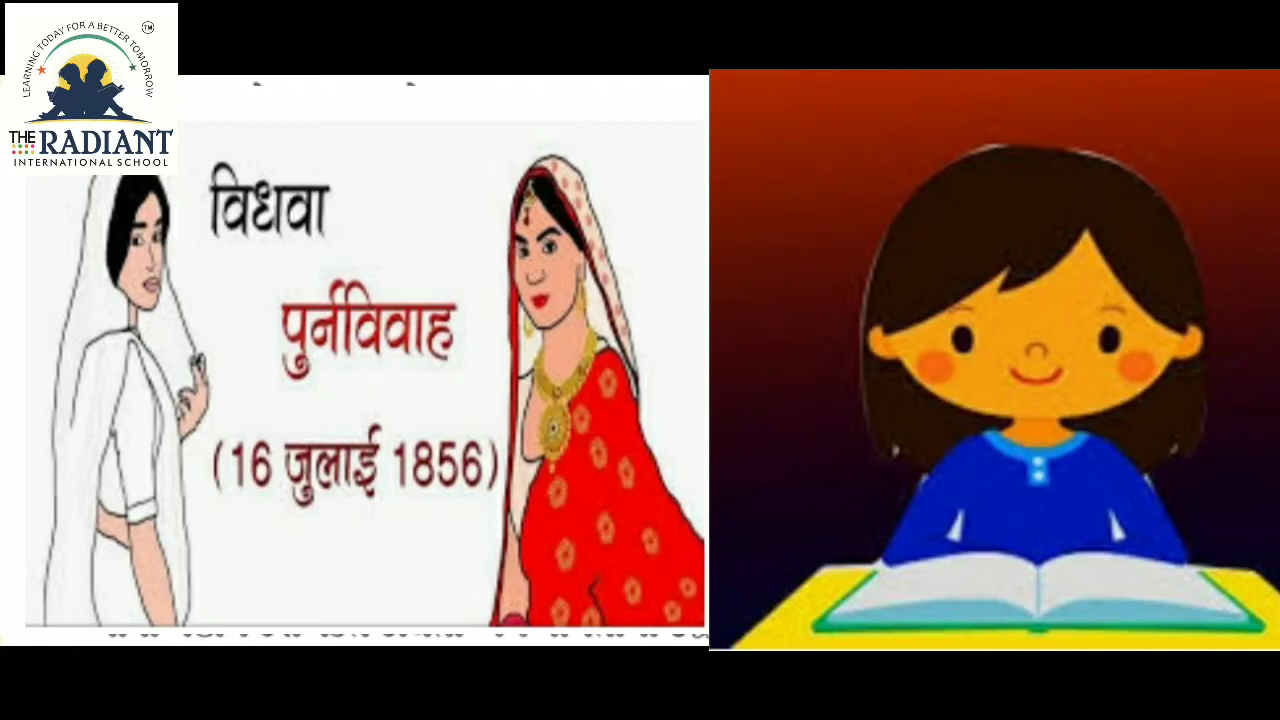 LEARNING TODAY FOR A BETTER TOMORROW
TM
THE RADIANT
INTERNATIONAL SCHOOL
विधवा
पुर्नविवाह
(16 जुलाई 1856)